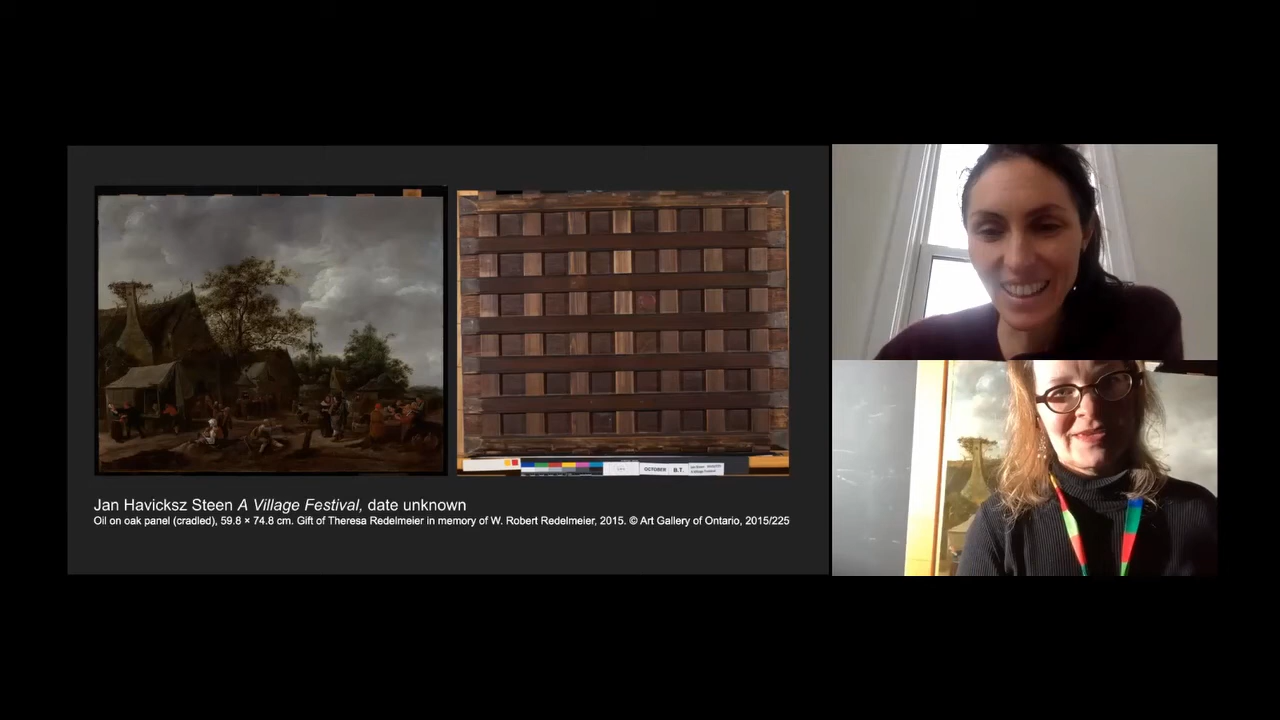 OCTOBER B.T.
Jan Havicksz Steen A Village Festival, date unknown
Oil on oak panel (cradled), 59.8 × 74.8 cm. Gift of Theresa Redelmeier in memory of W. Robert Redelmeier, 2015. © Art Gallery of Ontario, 2015/225